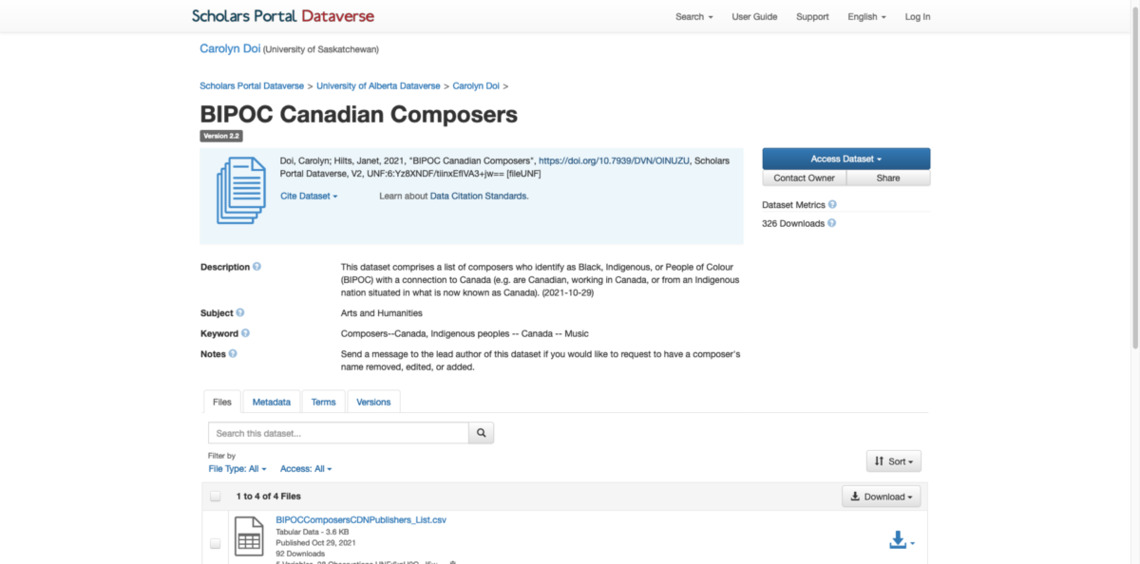 Scholars Portal Dataverse
Search User Guide Support English Log In
Carolyn Doi (University of Saskatchewan)
Scholars Portal Dataverse > University of Alberta Dataverse > Carolyn Doi >
BIPOC Canadian Composers
Version 2.2
Doi, Carolyn; Hilts, Janet, 2021, "BIPOC Canadian Composers", https://doi.org/10.7939/DVN/OINUZU, Scholars
Portal Dataverse, V2, UNF:6:Yz8XNDF/tiinxEflVA3+jw== [fileUNF]
Cite Dataset Learn about Data Citation Standards.
Access Dataset
Contact Owner Share
Dataset Metrics
326 Downloads
Description This dataset comprises a list of composers who identify as Black, Indigenous, or People of Colour
(BIPOC) with a connection to Canada (e.g. are Canadian, working in Canada, or from an Indigenous
nation situated in what is now known as Canada). (2021-10-29)
Subject Arts and Humanities
Keyword Composers--Canada, Indigenous peoples -- Canada -- Music
Notes Send a message to the lead author of this dataset if you would like to request to have a composer's
name removed, edited, or added.
Files Metadata Terms Versions
Search this dataset...
Filter by
File Type: All Access: All
Sort
1 to 4 of 4 Files
Download
BIPOCComposersCDNPublishers_List.csv
Tabular Data - 3.6 KB
Published Oct 29, 2021
92 Downloads